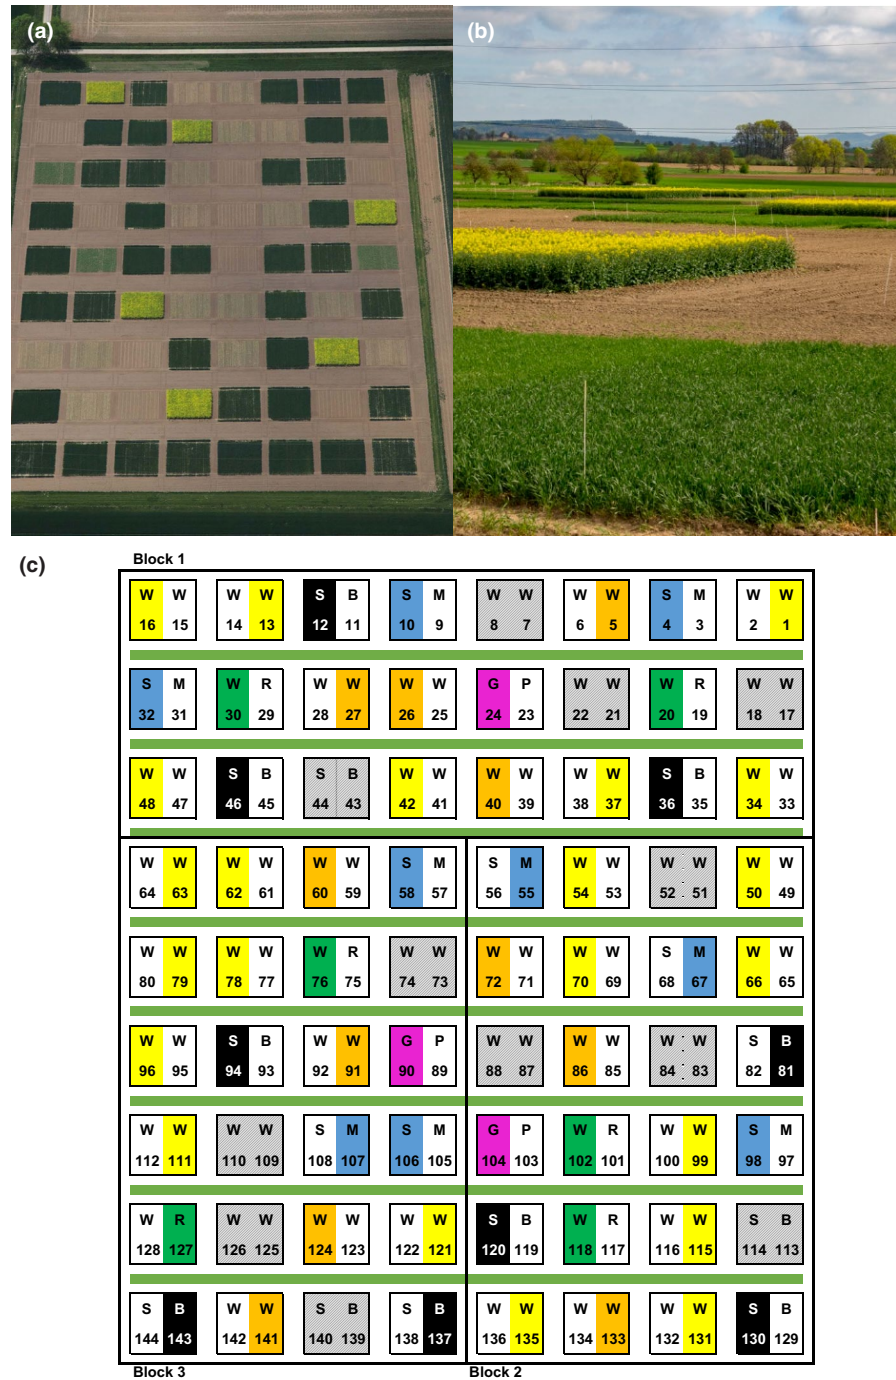 (a)
(b)
(c)
Block 1
W W W W S B S M W W W W S M W W
16 15 14 13 12 11 10 9 8 7 6 5 4 3 2 1
S M W R W W W W G P W W W R W W
32 31 30 29 28 27 26 25 24 23 22 21 20 19 18 17
W W S B S B W W W W W W S B W W
48 47 46 45 44 43 42 41 40 39 38 37 36 35 34 33
W W W W W W S M S M W W W W W W
64 63 62 61 60 59 58 57 56 55 54 53 52 51 50 49
W W W W W R W W W W W W S M W W
80 79 78 77 76 75 74 73 72 71 70 69 68 67 66 65
W W S B W W G P W W W W W W S B
96 95 94 93 92 91 90 89 88 87 86 85 84 83 82 81
W W W W S M S M G P W R W W S M
112 111 110 109 108 107 106 105 104 103 102 101 100 99 98 97
W R W W W W W W S B W R W W S B
128 127 126 125 124 123 122 121 120 119 118 117 116 115 114 113
S B W W S B S B W W W W W W S B
144 143 142 141 140 139 138 137 136 135 134 133 132 131 130 129
Block 3 Block 2